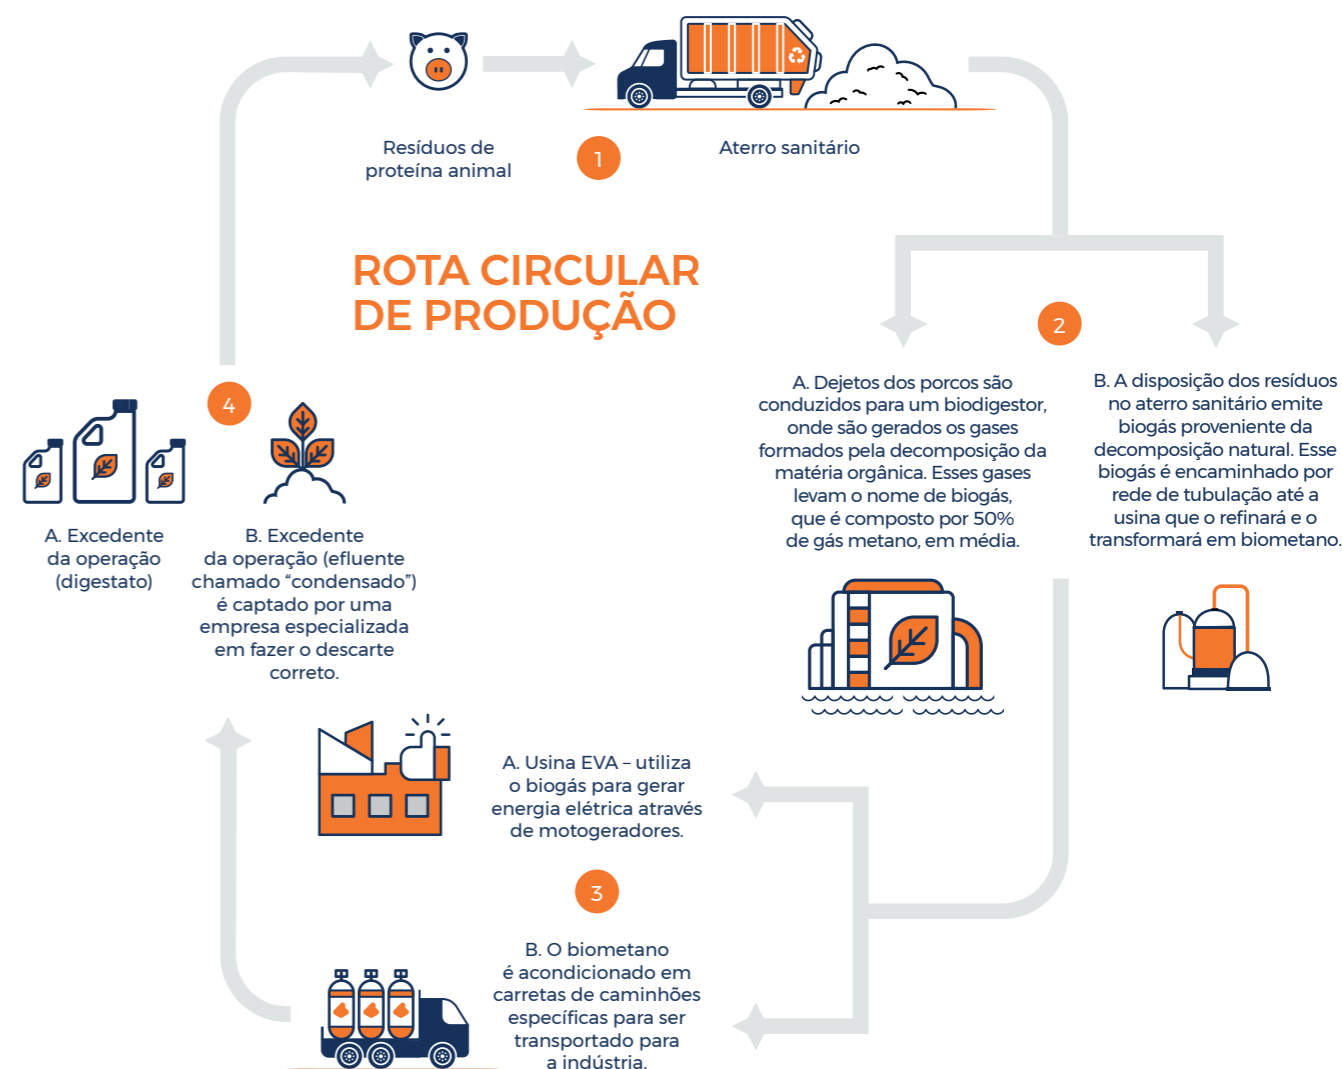 Resíduos de
proteína animal
1
Aterro sanitário
ROTA CIRCULAR
DE PRODUÇÃO
2
A. Dejetos dos porcos são
conduzidos para um biodigestor,
onde são gerados os gases
formados pela decomposição da
matéria orgânica. Esses gases
levam o nome de biogás,
que é composto por 50%
de gás metano, em média.
B. A disposição dos resíduos
no aterro sanitário emite
biogás proveniente da
decomposição natural. Esse
biogás é encaminhado por
rede de tubulação até a
usina que o refinará e o
transformará em biometano.
A. Usina EVA – utiliza
o biogás para gerar
energia elétrica através
de motogeradores.
3
B. O biometano
é acondicionado em
carretas de caminhões
específicas para ser
transportado para
a indústria.
4
A. Excedente
da operação
(digestato)
B. Excedente
da operação (efluente
chamado “condensado”)
é captado por uma
empresa especializada
em fazer o descarte
correto.